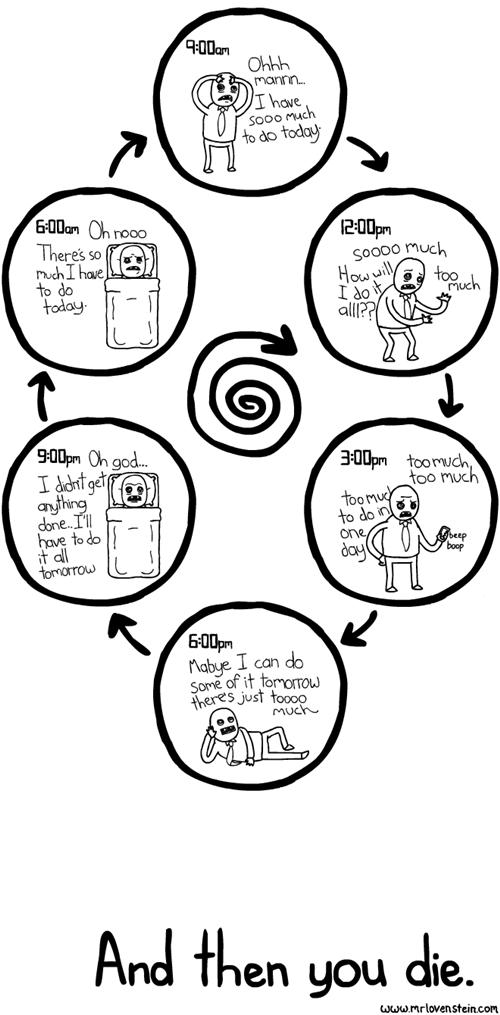 9:00am
Ohhh
mannn...
I have
sooo much
to do today.
12:00pm
soooo much
How will
I do it
alll??
too
much
3:00pm
too much,
too much
too much
to do in
one
day
beep
boop
6:00pm
Mabye I can do
some of it tomorrow
there's just toooo
much
9:00pm Oh god...
I didn't get
anything
done...I'll
have to do
it all
tomorrow
6:00am Oh nooo
There's so
much I have
to do
today.
And then you die.
www.mrlovenstein.com